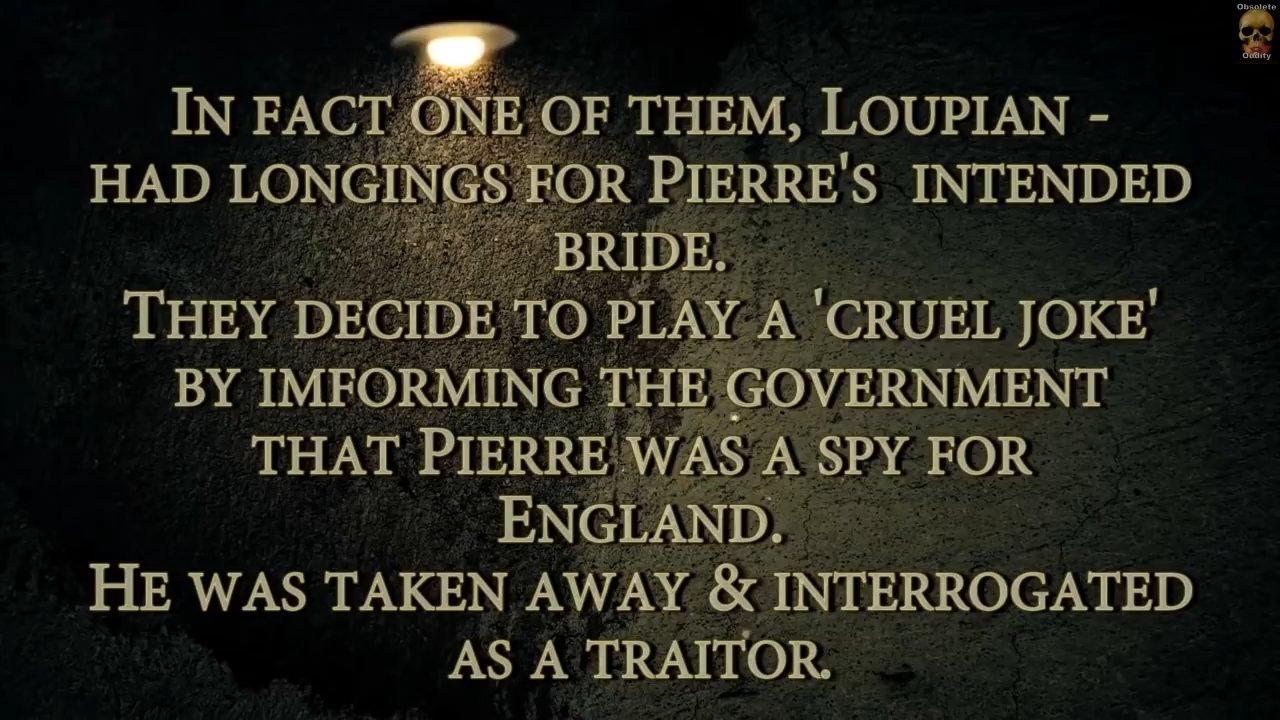 Obsolete
Oddity
In fact one of them, Loupian -
had longings for Pierre's intended
bride.
They decide to play a 'cruel joke'
by imforming the government
that Pierre was a spy for
England.
He was taken away & interrogated
as a traitor.